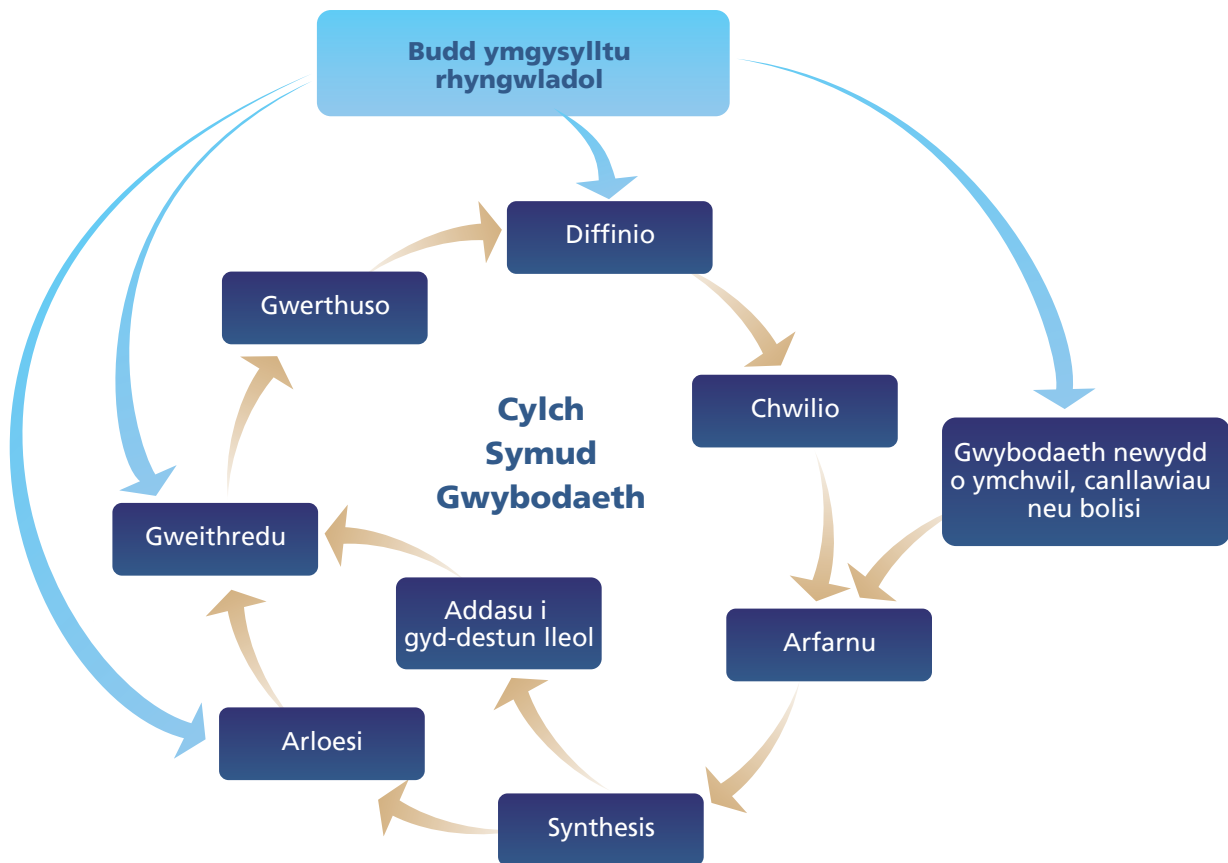 Budd ymgysylltu
rhyngwladol
Diffinio
Gwerthuso
Chwilio
Cylch
Symud
Gwybodaeth
Gwybodaeth newydd
o ymchwil, canllawiau
neu bolisi
Gweithredu
Addasu i
gyd-destun lleol
Arfarnu
Arloesi
Synthesis